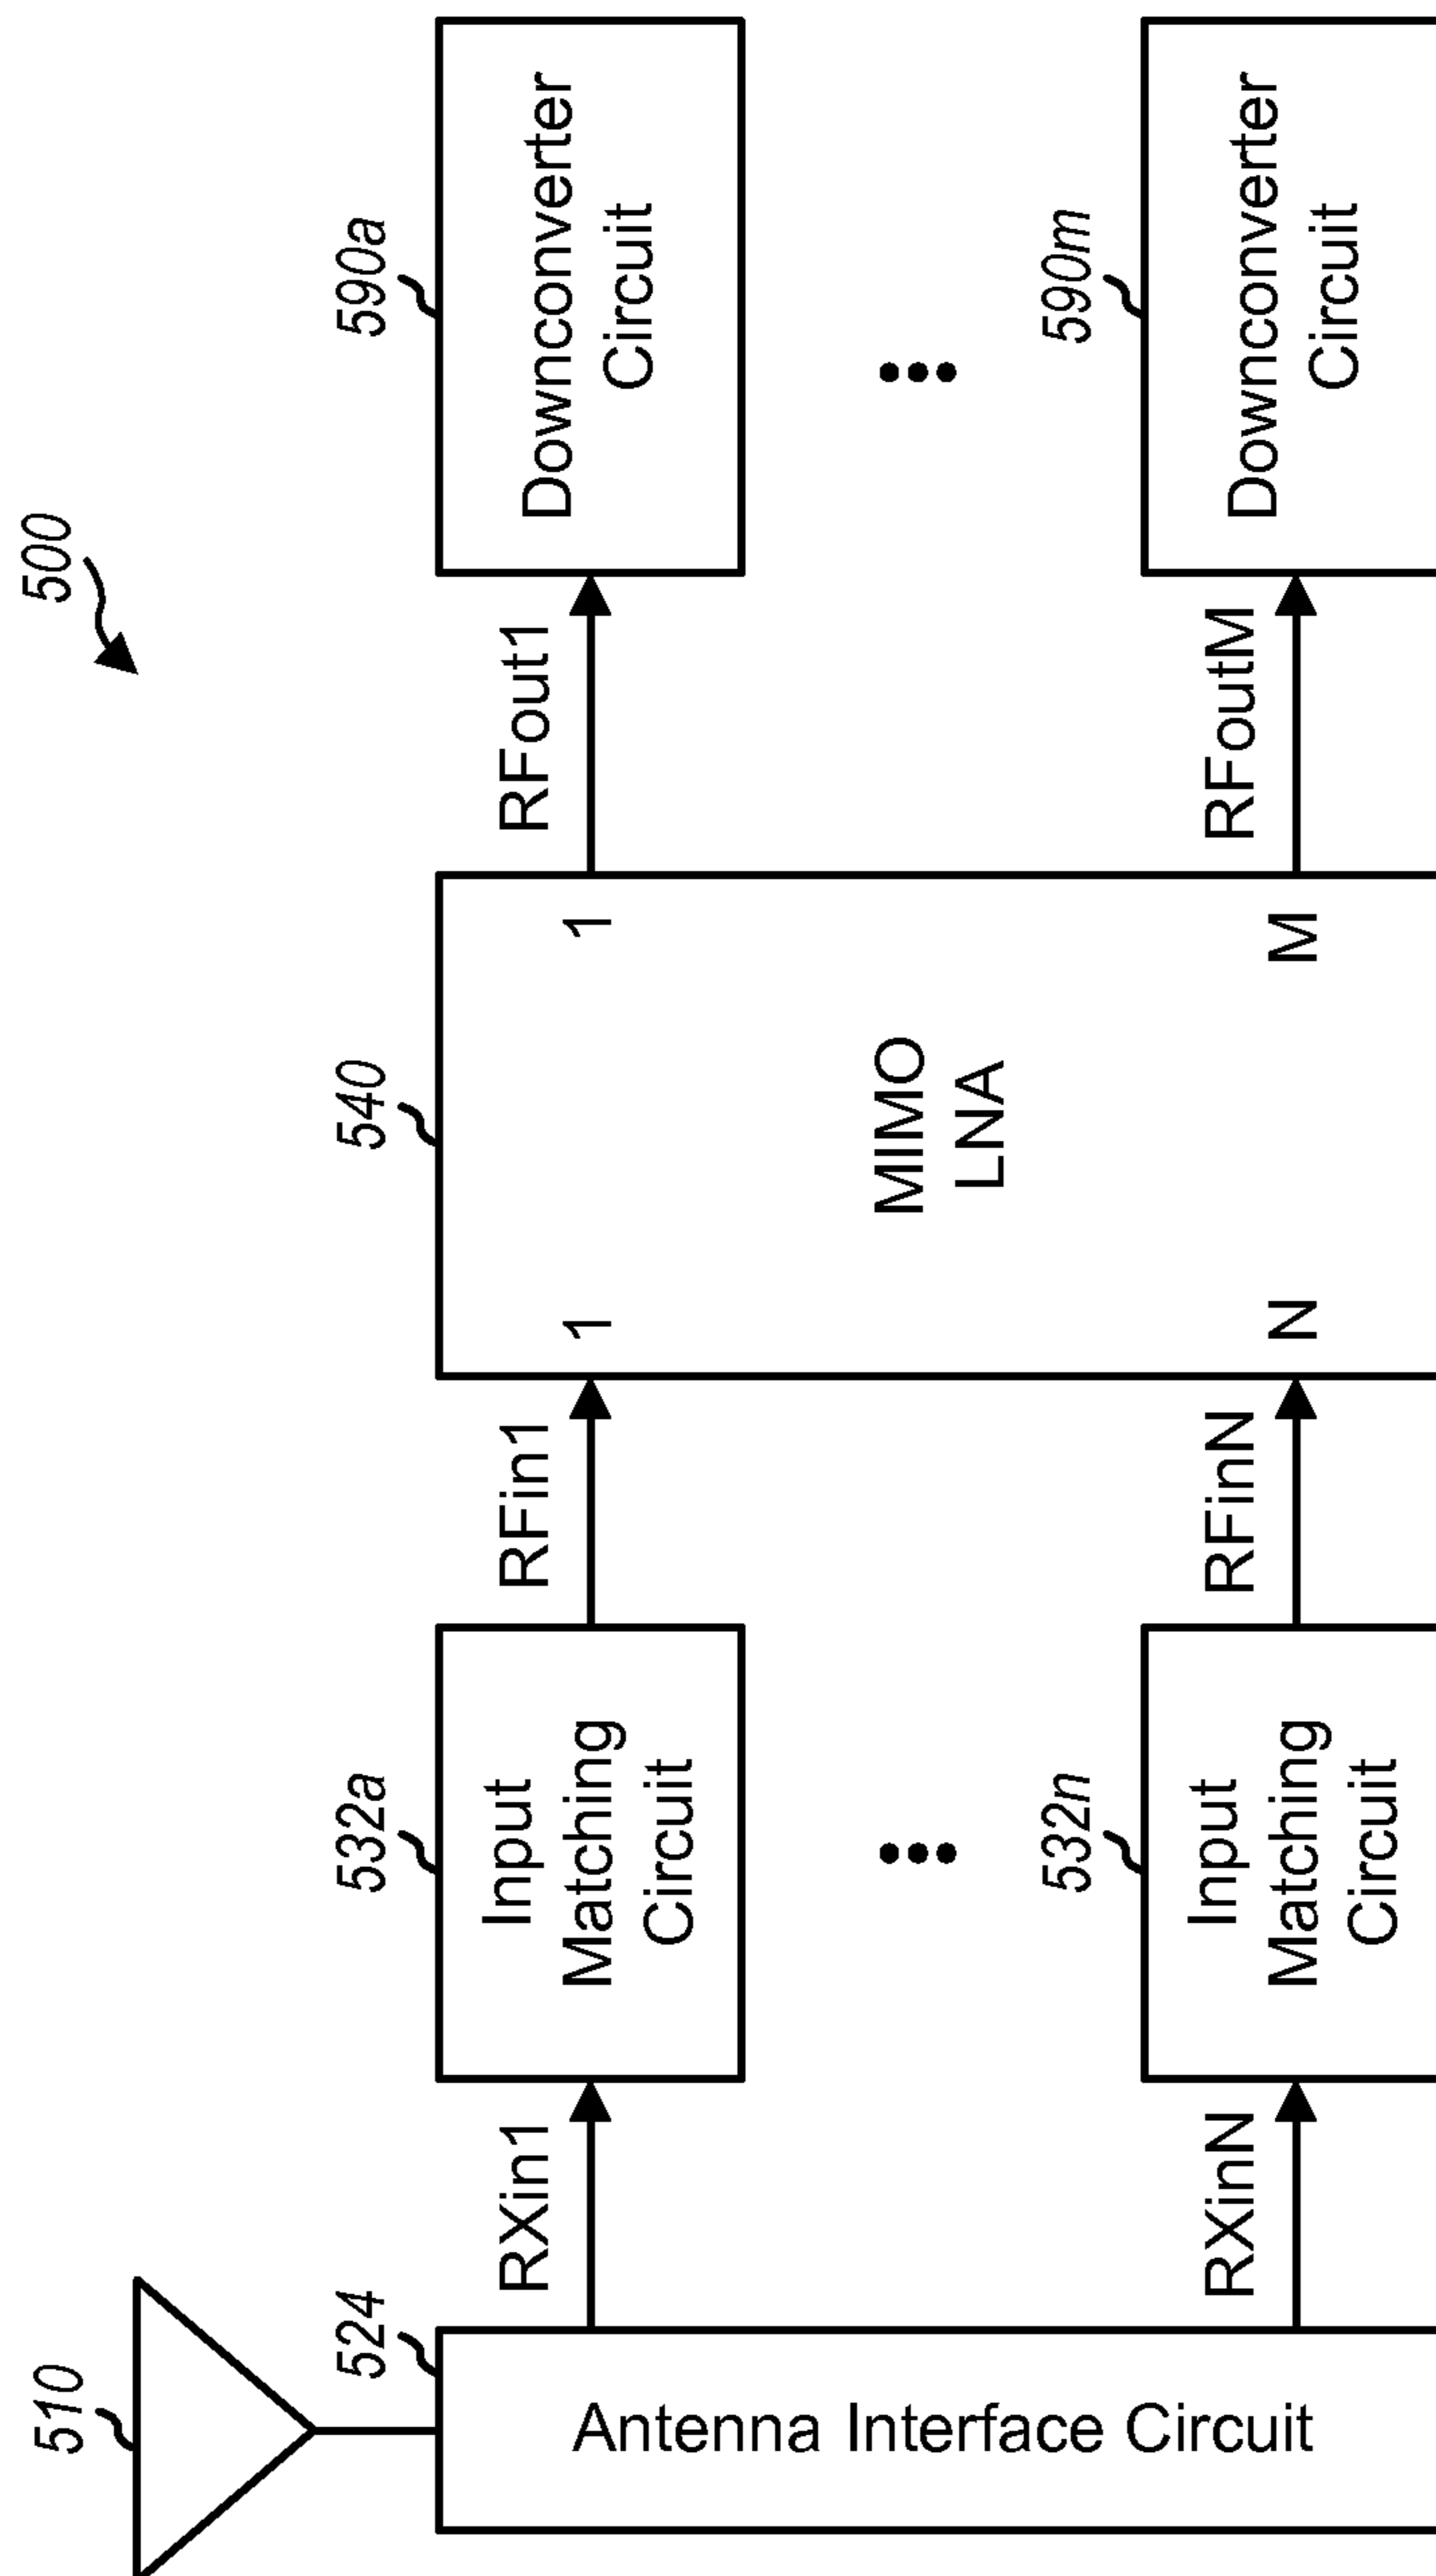 500
510
524
532a
540
590a
Antenna Interface Circuit
RXin1
Input
Matching
Circuit
RFin1
1
1
MIMO
LNA
RFout1
Downconverter
Circuit
532n
590m
RXinN
Input
Matching
Circuit
RFinN
N
M
RFoutM
Downconverter
Circuit